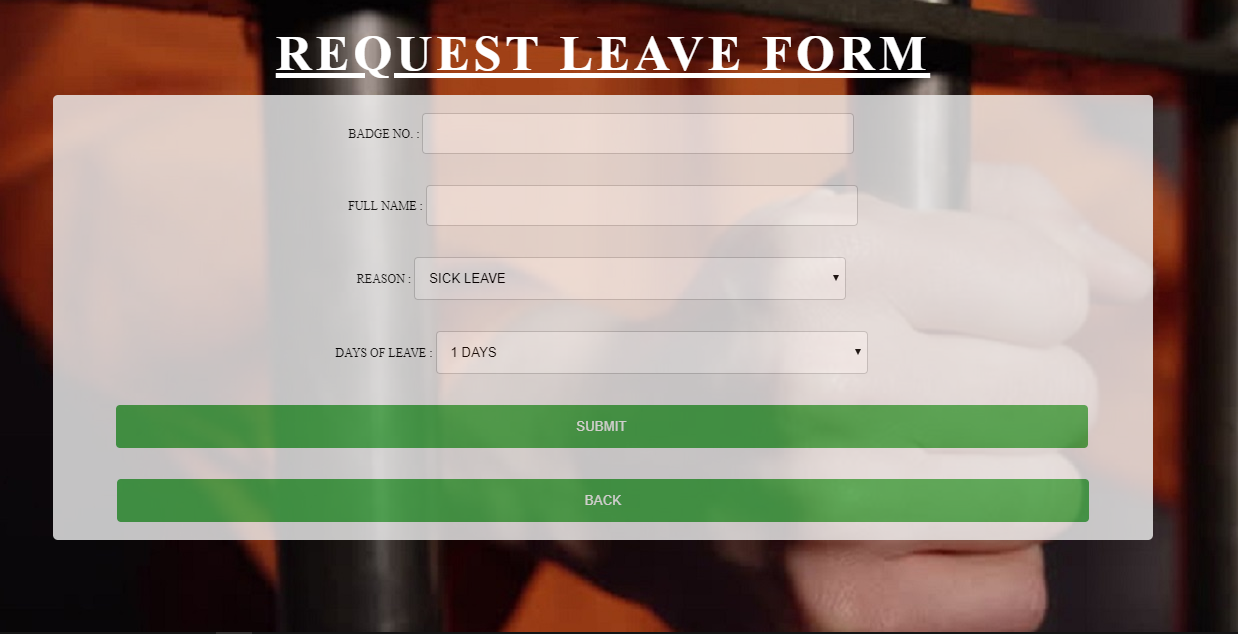 REQUEST LEAVE FORM
BADGE NO. :
FULL NAME :
REASON : SICK LEAVE
DAYS OF LEAVE : 1 DAYS
SUBMIT
BACK